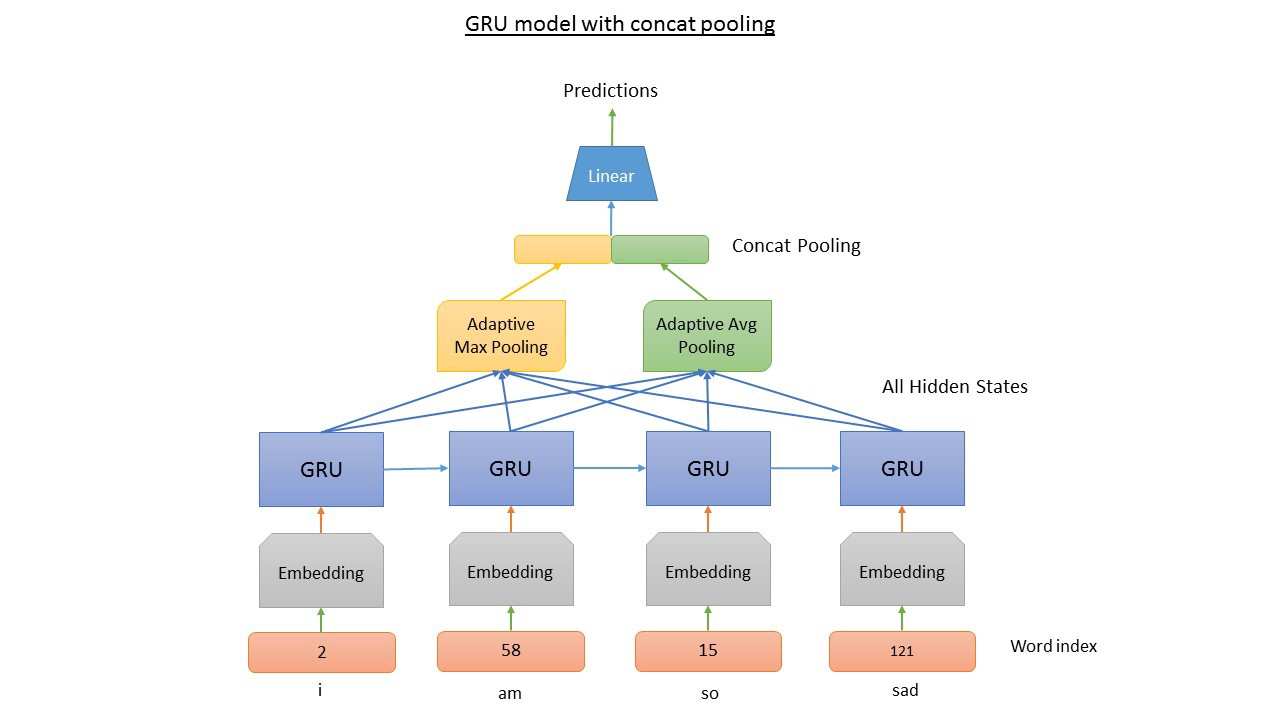 GRU model with concat pooling
Predictions
Linear
Concat Pooling
Adaptive
Max Pooling
Adaptive Avg
Pooling
All Hidden States
GRU
GRU
GRU
GRU
Embedding
Embedding
Embedding
Embedding
2
58
15
121
Word index
i
am
so
sad